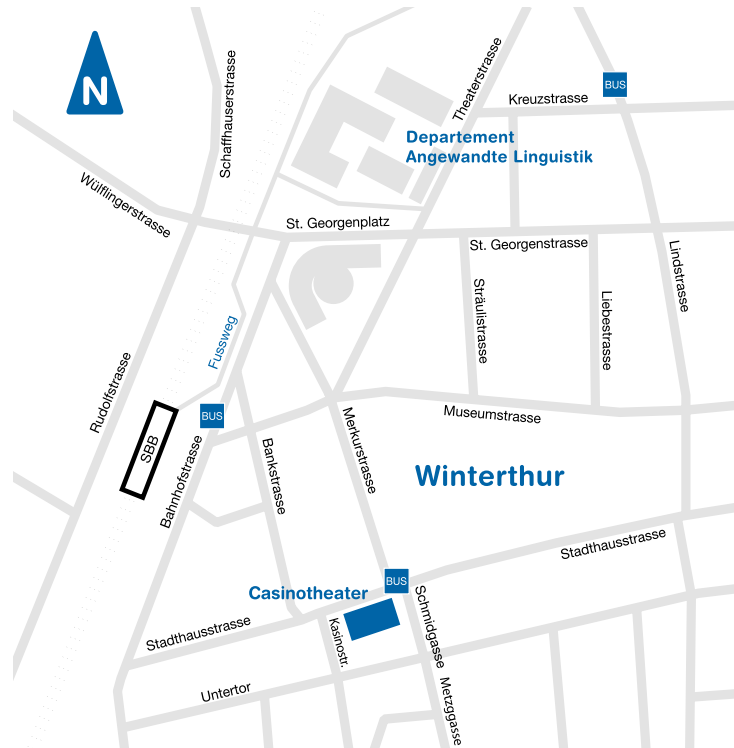 N
Schaffhauserstrasse
Theaterstrasse
BUS
Kreuzstrasse
Departement
Angewandte Linguistik
Wülflingerstrasse
St. Georgenplatz
St. Georgenstrasse
Lindstrasse
Sträulistrasse
Liebestrasse
Fussweg
Rudolfstrasse
BUS
Museumstrasse
SBB
Bahnhofstrasse
Bankstrasse
Merkurstrasse
Winterthur
Stadthausstrasse
BUS
Casinotheater
Schmidgasse
Stadthausstrasse
Kasinostr.
Untertor
Metzggasse